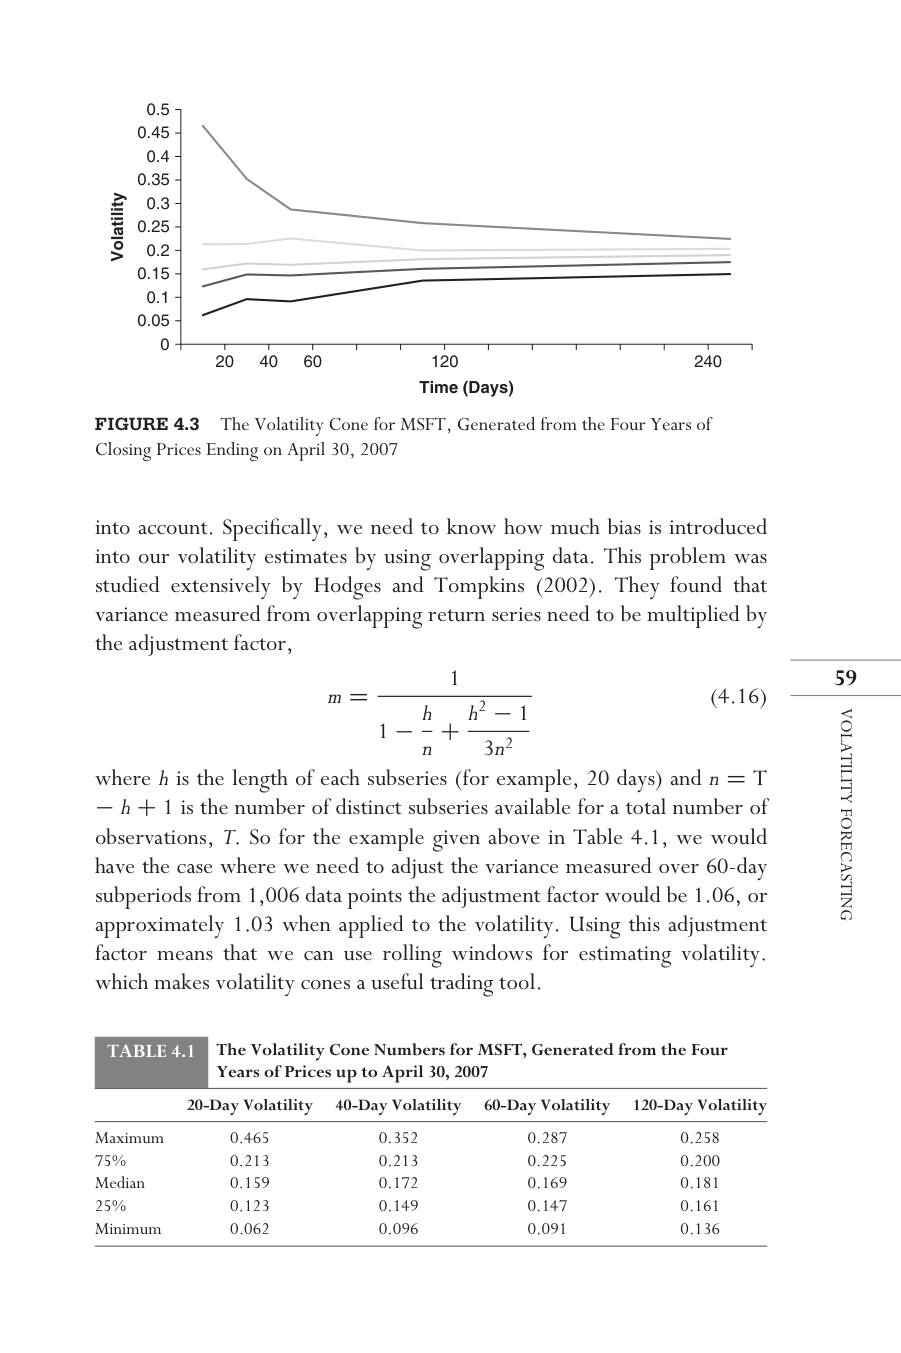 0.5
0.45
0.4
0.35
0.3
0.25
0.2
0.15
0.1
0.05
0
Volatility
20 40 60 120 240
Time (Days)
FIGURE 4.3 The Volatility Cone for MSFT, Generated from the Four Years of
Closing Prices Ending on April 30, 2007
into account. Specifically, we need to know how much bias is introduced
into our volatility estimates by using overlapping data. This problem was
studied extensively by Hodges and Tompkins (2002). They found that
variance measured from overlapping return series need to be multiplied by
the adjustment factor,
m = 1 / (1 − h/n + (h² − 1)/3n²) (4.16)
where h is the length of each subseries (for example, 20 days) and n = T
− h + 1 is the number of distinct subseries available for a total number of
observations, T. So for the example given above in Table 4.1, we would
have the case where we need to adjust the variance measured over 60-day
subperiods from 1,006 data points the adjustment factor would be 1.06, or
approximately 1.03 when applied to the volatility. Using this adjustment
factor means that we can use rolling windows for estimating volatility.
which makes volatility cones a useful trading tool.
59
VOLATILITY FORECASTING
TABLE 4.1 The Volatility Cone Numbers for MSFT, Generated from the Four
Years of Prices up to April 30, 2007
20-Day Volatility 40-Day Volatility 60-Day Volatility 120-Day Volatility
Maximum 0.465 0.352 0.287 0.258
75% 0.213 0.213 0.225 0.200
Median 0.159 0.172 0.169 0.181
25% 0.123 0.149 0.147 0.161
Minimum 0.062 0.096 0.091 0.136